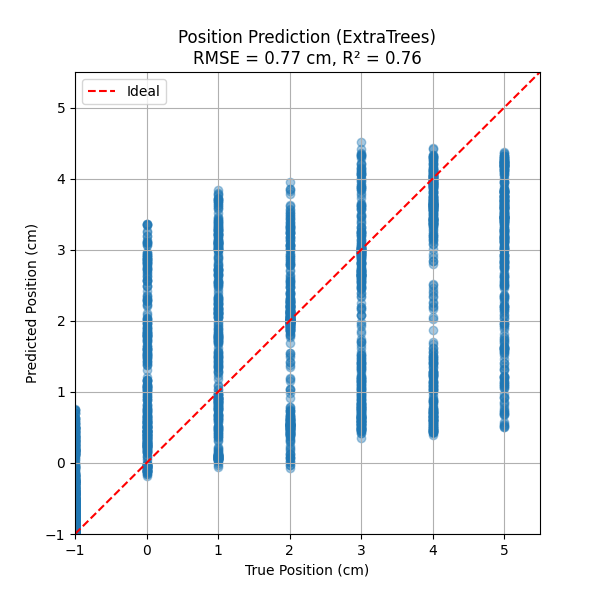 Position Prediction (ExtraTrees)
RMSE = 0.77 cm, R² = 0.76
Ideal
5
4
3
2
1
0
−1
Predicted Position (cm)
−1 0 1 2 3 4 5
True Position (cm)